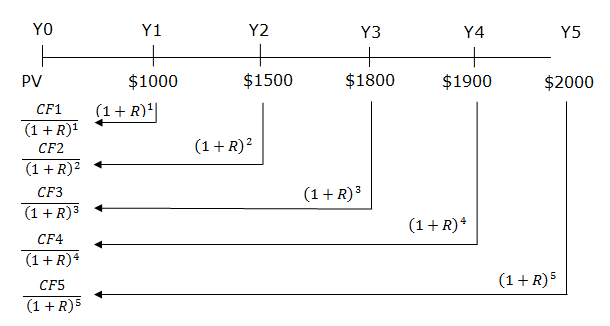 Y0 Y1 Y2 Y3 Y4 Y5
PV $1000 $1500 $1800 $1900 $2000
CF1
(1 + R)^1
(1 + R)^1
CF2
(1 + R)^2
(1 + R)^2
CF3
(1 + R)^3
(1 + R)^3
CF4
(1 + R)^4
(1 + R)^4
CF5
(1 + R)^5
(1 + R)^5